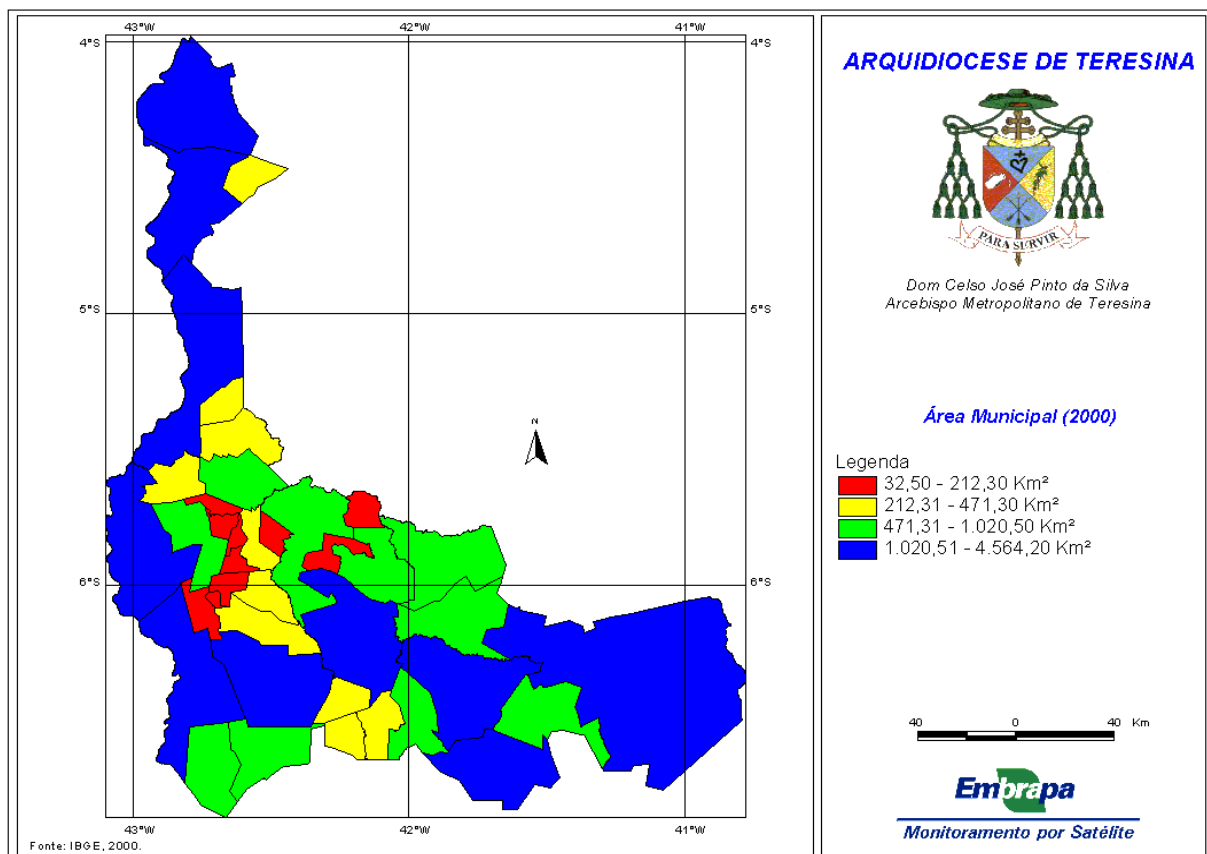 43°W
42°W
41°W
4°S
4°S
5°S
5°S
6°S
6°S
43°W
42°W
41°W
N
Fonte: IBGE, 2000.
ARQUIDIOCESE DE TERESINA
PARA SERVIR
Dom Celso José Pinto da Silva
Arcebispo Metropolitano de Teresina
Área Municipal (2000)
Legenda
32,50 - 212,30 Km²
212,31 - 471,30 Km²
471,31 - 1.020,50 Km²
1.020,51 - 4.564,20 Km²
40 0 40 Km
Embrapa
Monitoramento por Satélite